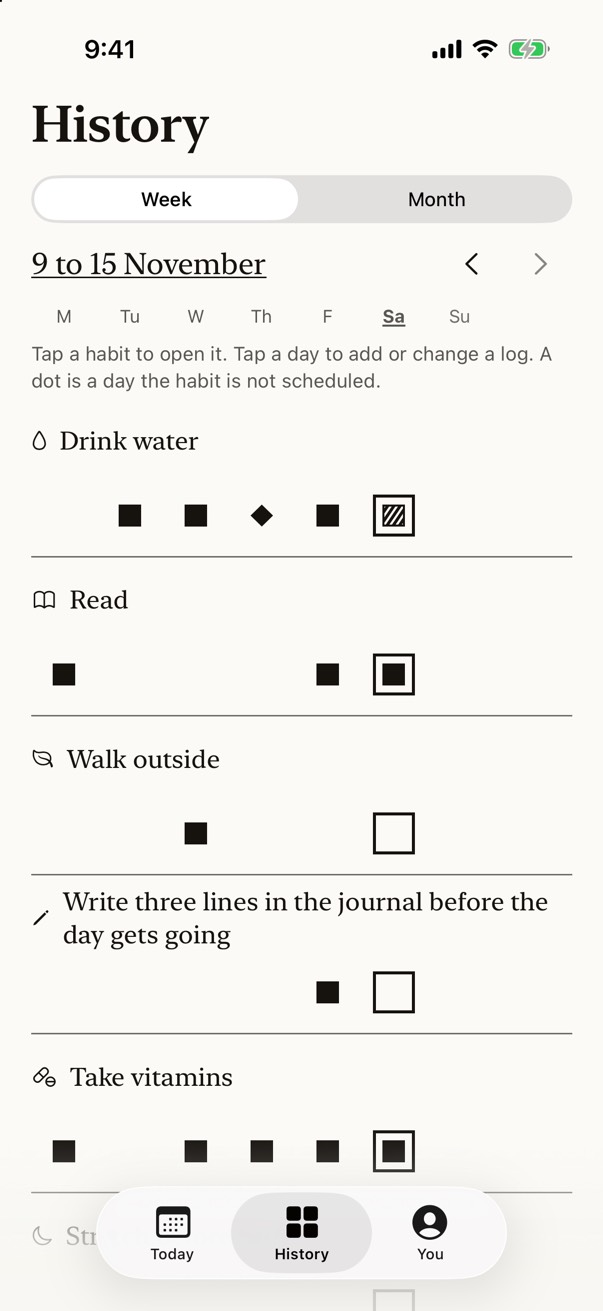 9:41
History
Week
Month
9 to 15 November
M Tu W Th F Sa Su
Tap a habit to open it. Tap a day to add or change a log. A
dot is a day the habit is not scheduled.
Drink water
Read
Walk outside
Write three lines in the journal before the
day gets going
Take vitamins
Today
History
You